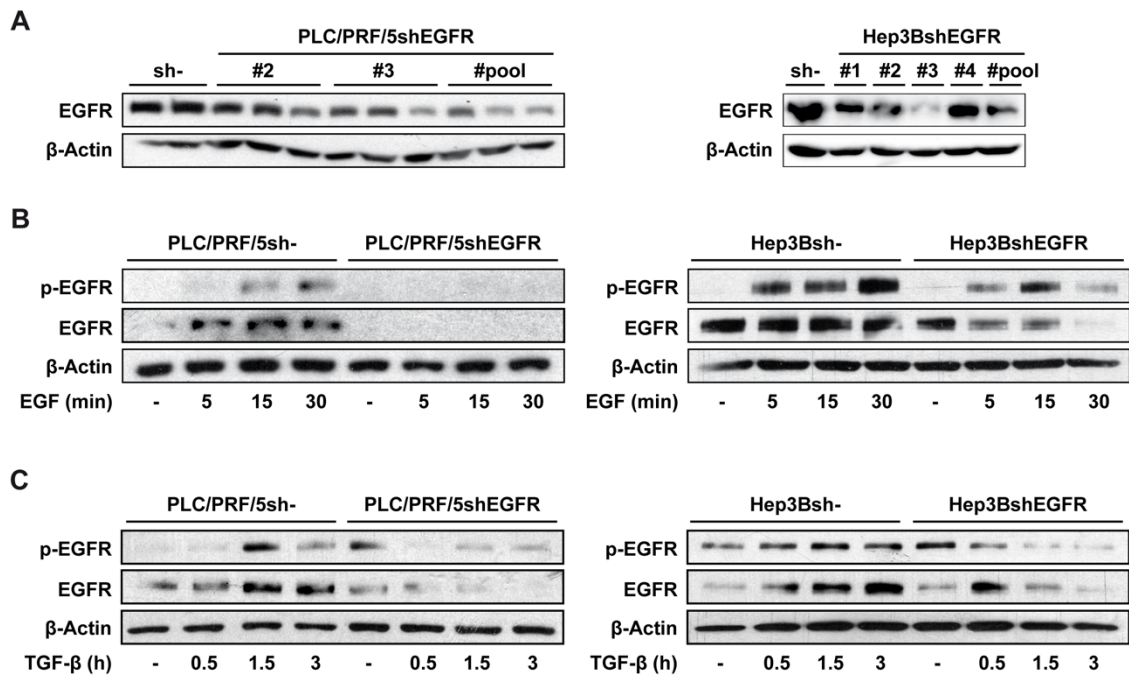 A
PLC/PRF/5shEGFR
sh- #2 #3 #pool
EGFR
β-Actin
Hep3BshEGFR
sh- #1 #2 #3 #4 #pool
EGFR
β-Actin
B
PLC/PRF/5sh- PLC/PRF/5shEGFR
p-EGFR
EGFR
β-Actin
EGF (min) - 5 15 30 - 5 15 30
Hep3Bsh- Hep3BshEGFR
p-EGFR
EGFR
β-Actin
EGF (min) - 5 15 30 - 5 15 30
C
PLC/PRF/5sh- PLC/PRF/5shEGFR
p-EGFR
EGFR
β-Actin
TGF-β (h) - 0.5 1.5 3 - 0.5 1.5 3
Hep3Bsh- Hep3BshEGFR
p-EGFR
EGFR
β-Actin
TGF-β (h) - 0.5 1.5 3 - 0.5 1.5 3